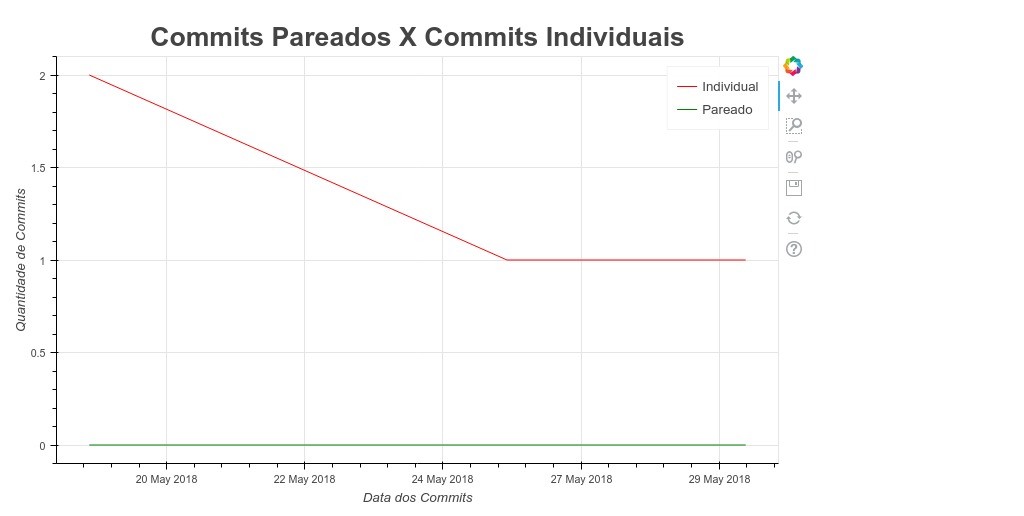 Commits Pareados X Commits Individuais
Individual
Pareado
2
1.5
1
0.5
0
Quantidade de Commits
20 May 2018
22 May 2018
24 May 2018
27 May 2018
29 May 2018
Data dos Commits